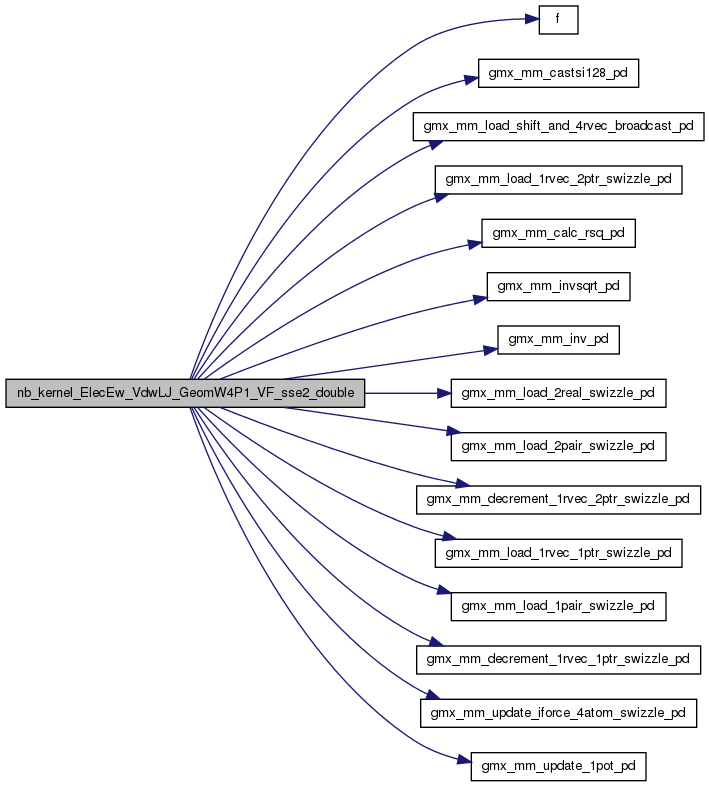 f
gmx_mm_castsi128_pd
gmx_mm_load_shift_and_4rvec_broadcast_pd
gmx_mm_load_1rvec_2ptr_swizzle_pd
gmx_mm_calc_rsq_pd
gmx_mm_invsqrt_pd
gmx_mm_inv_pd
nb_kernel_ElecEw_VdwLJ_GeomW4P1_VF_sse2_double
gmx_mm_load_2real_swizzle_pd
gmx_mm_load_2pair_swizzle_pd
gmx_mm_decrement_1rvec_2ptr_swizzle_pd
gmx_mm_load_1rvec_1ptr_swizzle_pd
gmx_mm_load_1pair_swizzle_pd
gmx_mm_decrement_1rvec_1ptr_swizzle_pd
gmx_mm_update_iforce_4atom_swizzle_pd
gmx_mm_update_1pot_pd